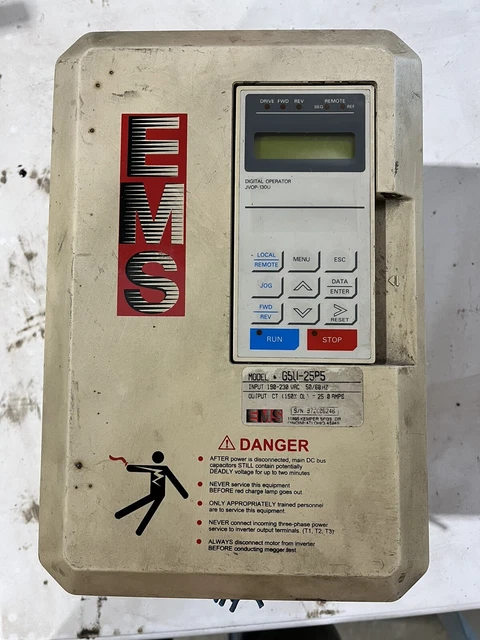 EMS
DRIVE FWD REV REMOTE
SEQ REF
DIGITAL OPERATOR
JVOP-130U
LOCAL
REMOTE
MENU
ESC
JOG
DATA
ENTER
FWD
REV
RESET
RUN
STOP
MODEL : G5U-25P5
INPUT 190-230 VAC 50/60HZ
OUTPUT CT (150% OL) = 25.0 AMPS
EMS
S/N
DANGER
AFTER power is disconnected, main DC bus
capacitors STILL contain potentially
DEADLY voltage for up to two minutes
NEVER service this equipment
BEFORE red charge lamp goes out
ONLY APPROPRIATELY trained personnel
are to service this equipment.
NEVER connect incoming three-phase power
service to inverter output terminals. (T1, T2, T3)
ALWAYS disconnect motor from inverter
BEFORE conducting megger test